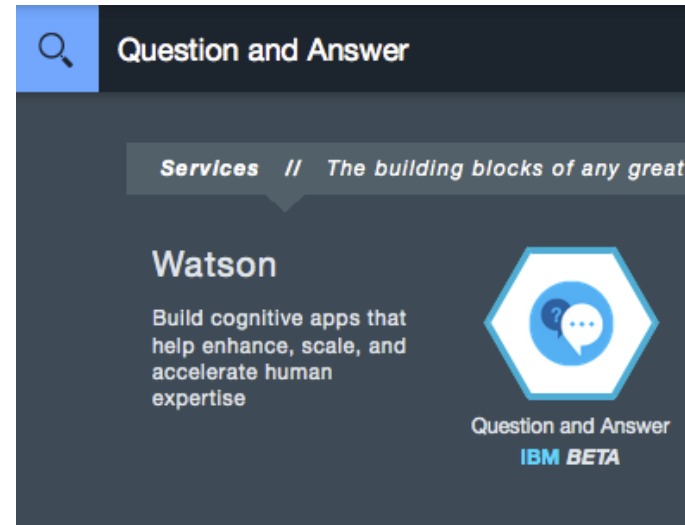 Question and Answer
Services // The building blocks of any great
Watson
Build cognitive apps that
help enhance, scale, and
accelerate human
expertise
?
Question and Answer
IBM BETA